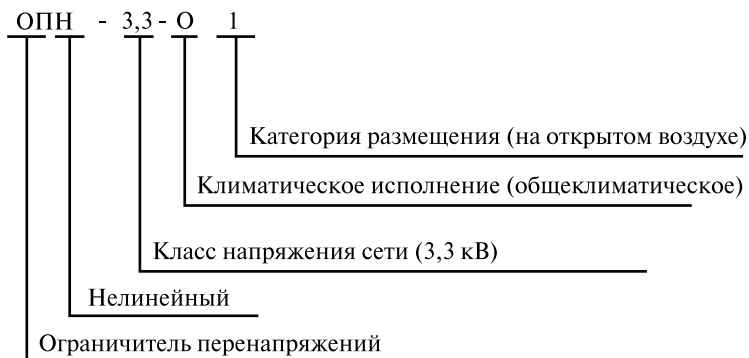 ОПН - 3,3 - О 1
Категория размещения (на открытом воздухе)
Климатическое исполнение (общеклиматическое)
Класс напряжения сети (3,3 кВ)
Нелинейный
Ограничитель перенапряжений